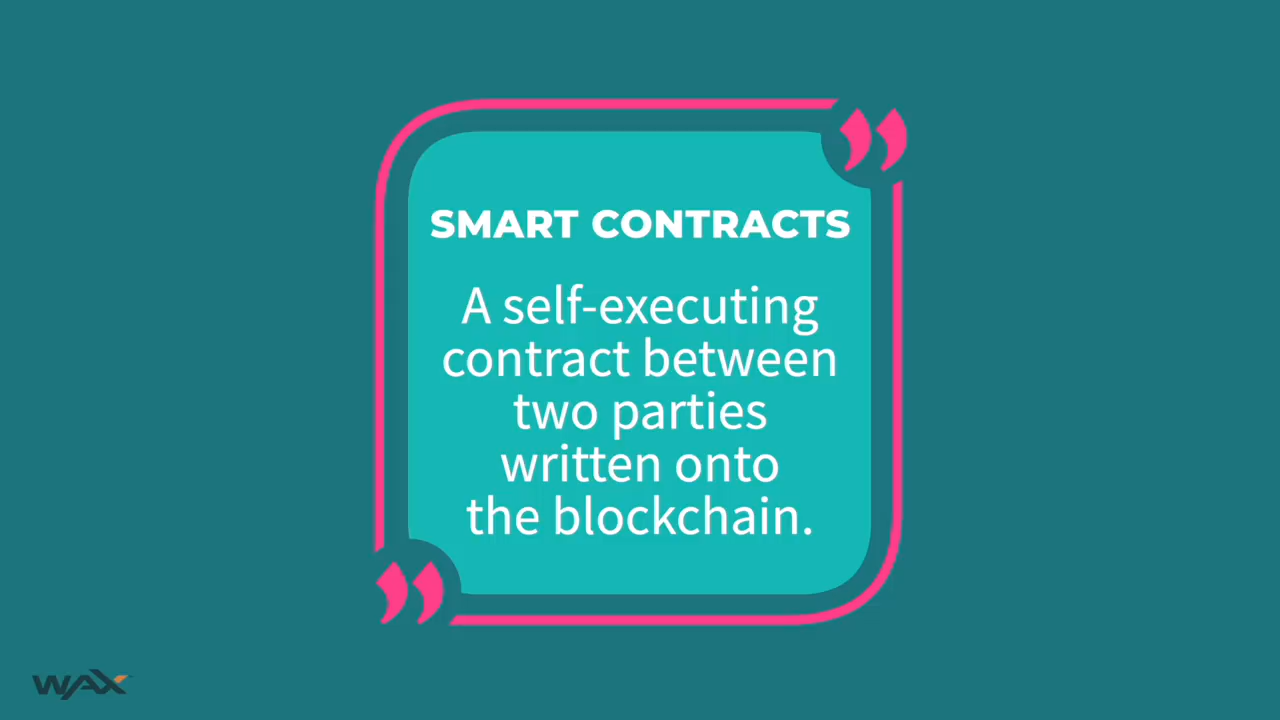 SMART CONTRACTS
A self-executing
contract between
two parties
written onto
the blockchain.
WAX